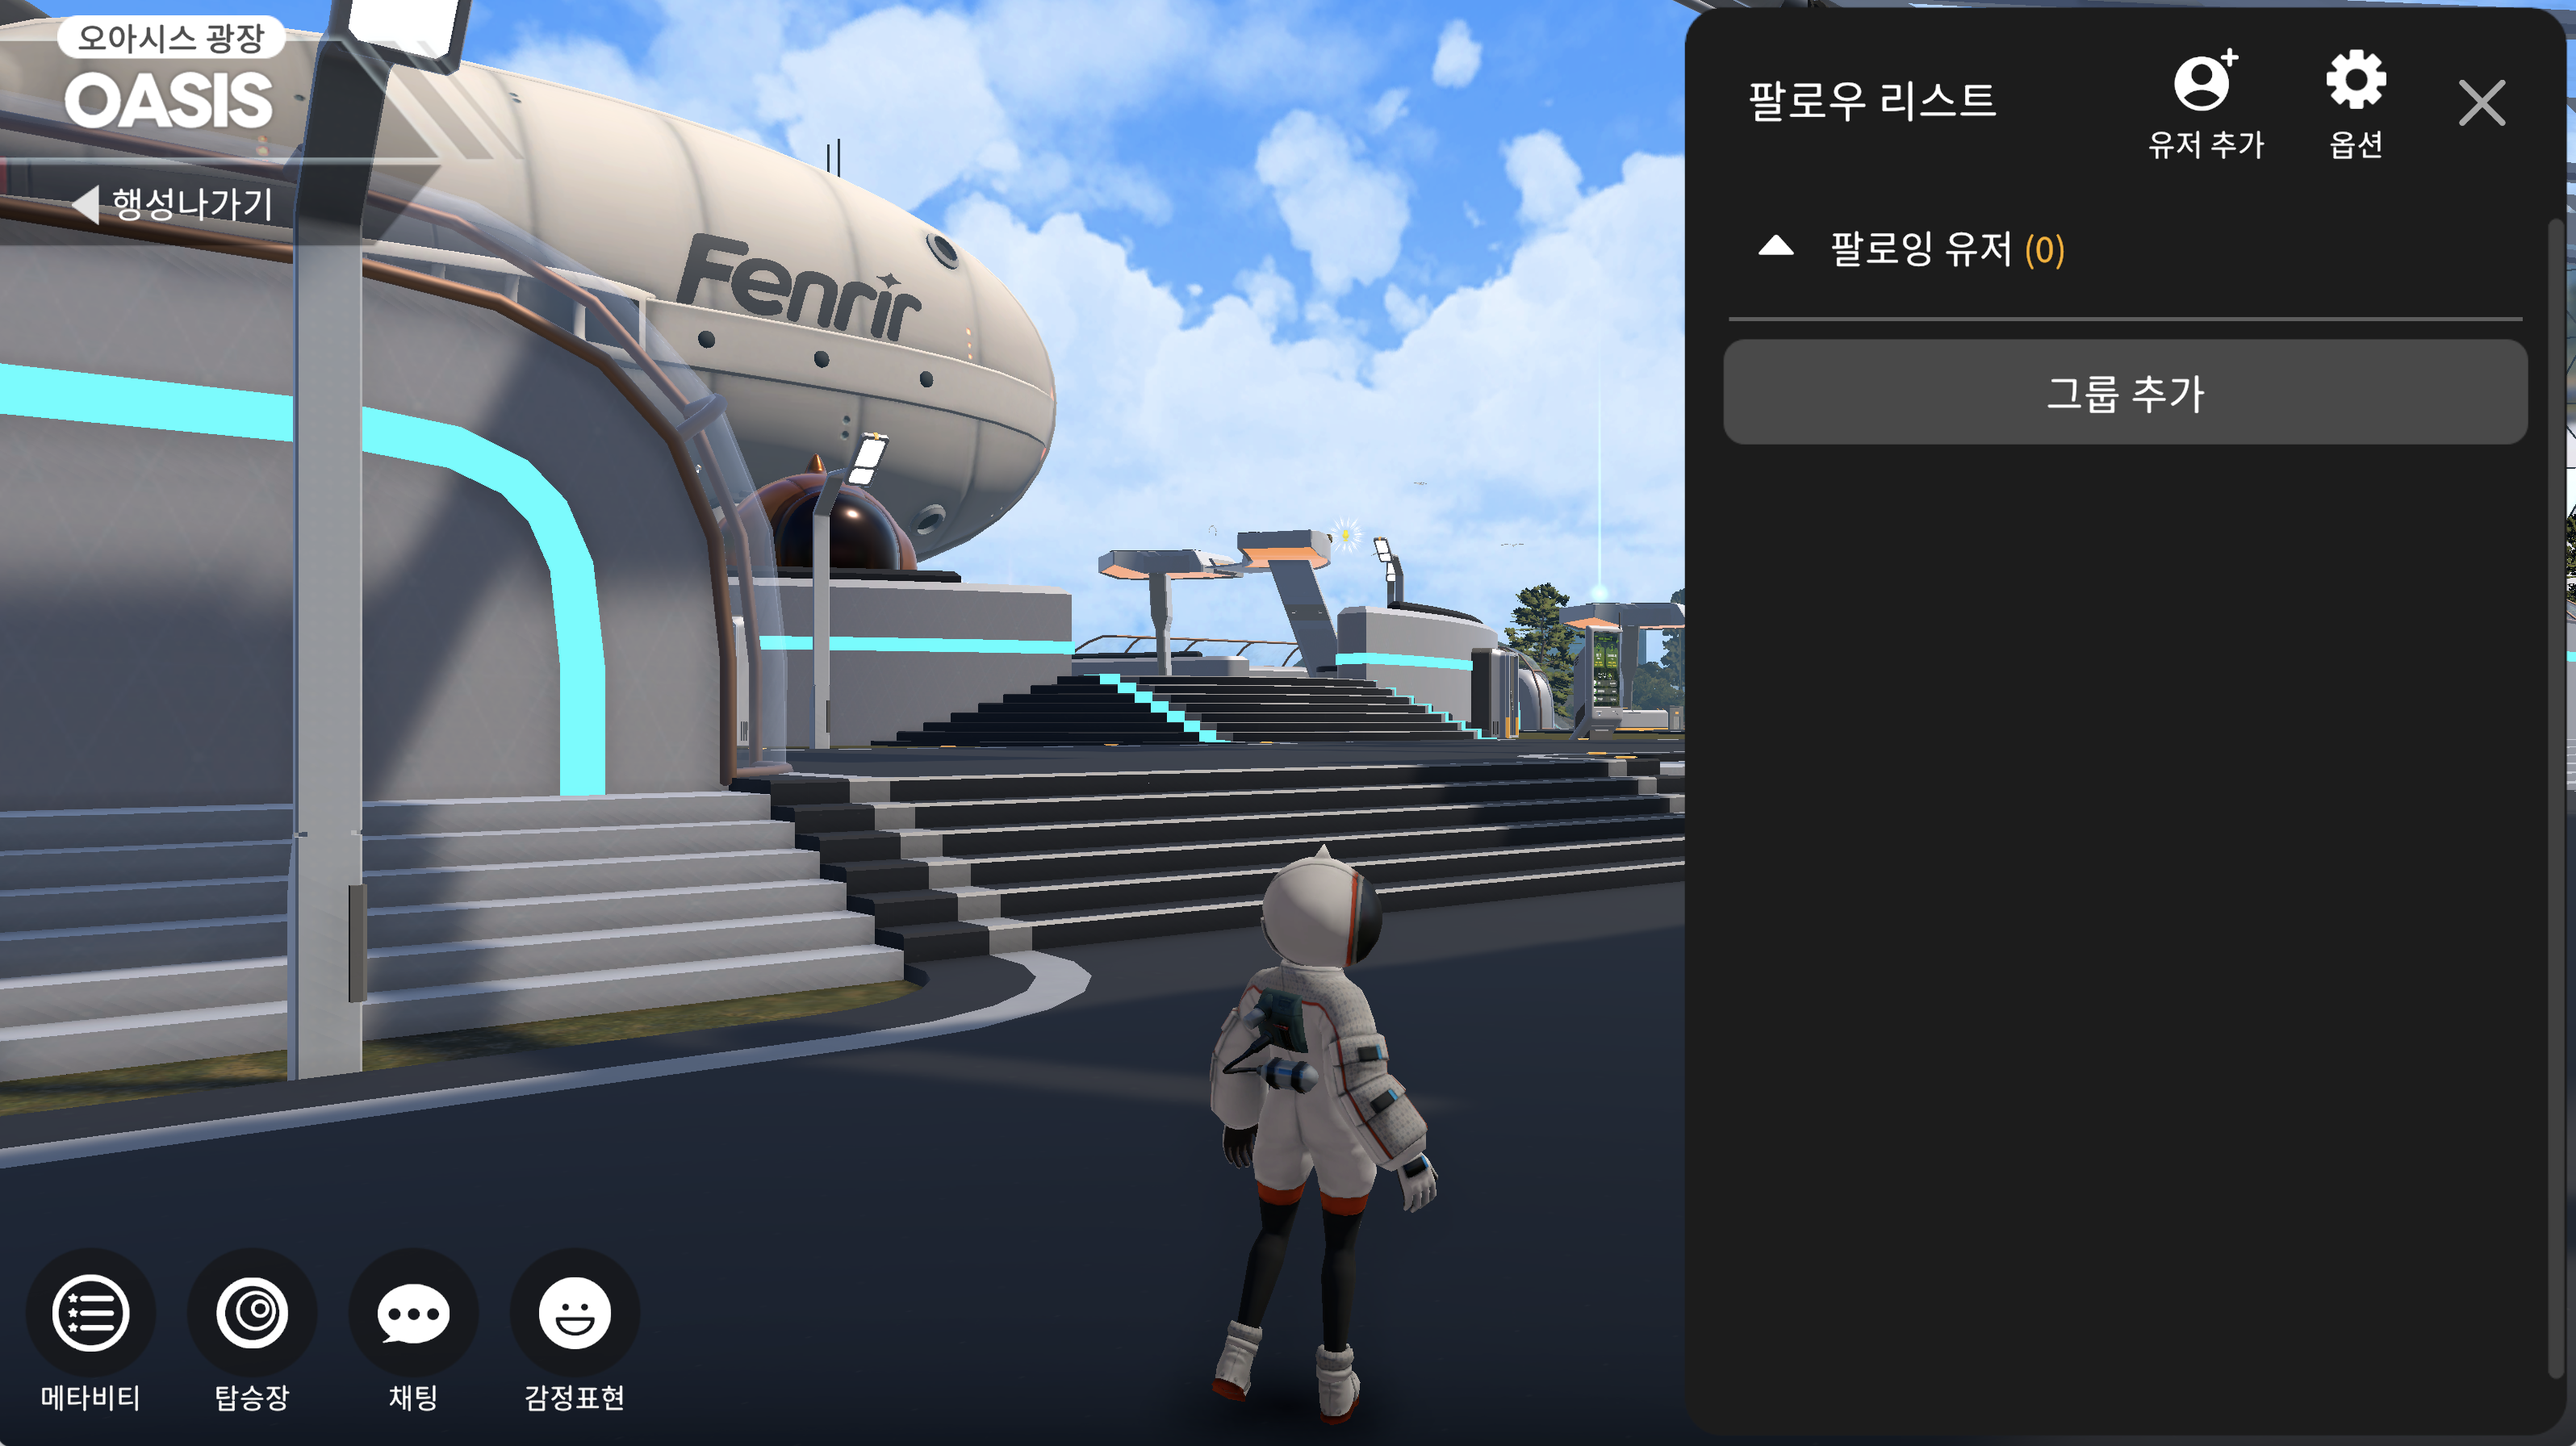 오아시스 광장
OASIS
행성나가기
Fenrir
팔로우 리스트
유저 추가
옵션
팔로잉 유저 (0)
그룹 추가
메타비티
탑승장
채팅
감정표현